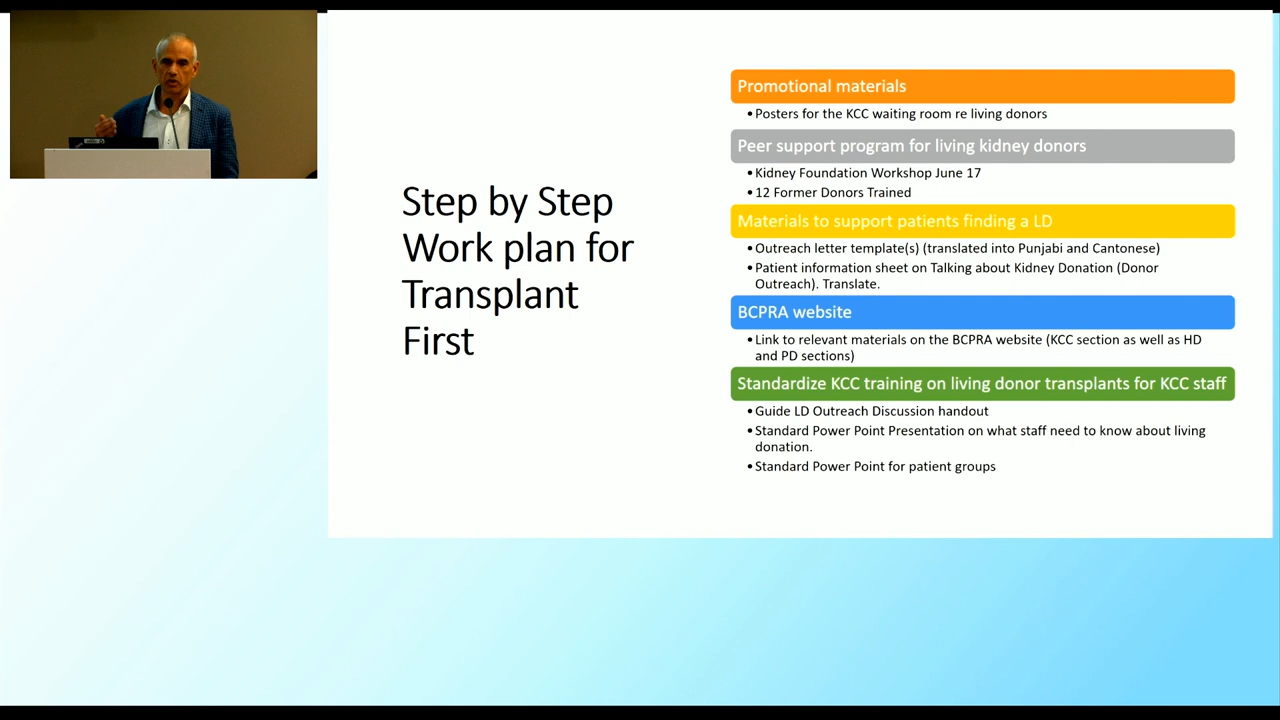 Step by Step
Work plan for
Transplant
First
Promotional materials
• Posters for the KCC waiting room re living donors
Peer support program for living kidney donors
• Kidney Foundation Workshop June 17
• 12 Former Donors Trained
Materials to support patients finding a LD
• Outreach letter template(s) (translated into Punjabi and Cantonese)
• Patient information sheet on Talking about Kidney Donation (Donor
Outreach). Translate.
BCPRA website
• Link to relevant materials on the BCPRA website (KCC section as well as HD
and PD sections)
Standardize KCC training on living donor transplants for KCC staff
• Guide LD Outreach Discussion handout
• Standard Power Point Presentation on what staff need to know about living
donation.
• Standard Power Point for patient groups